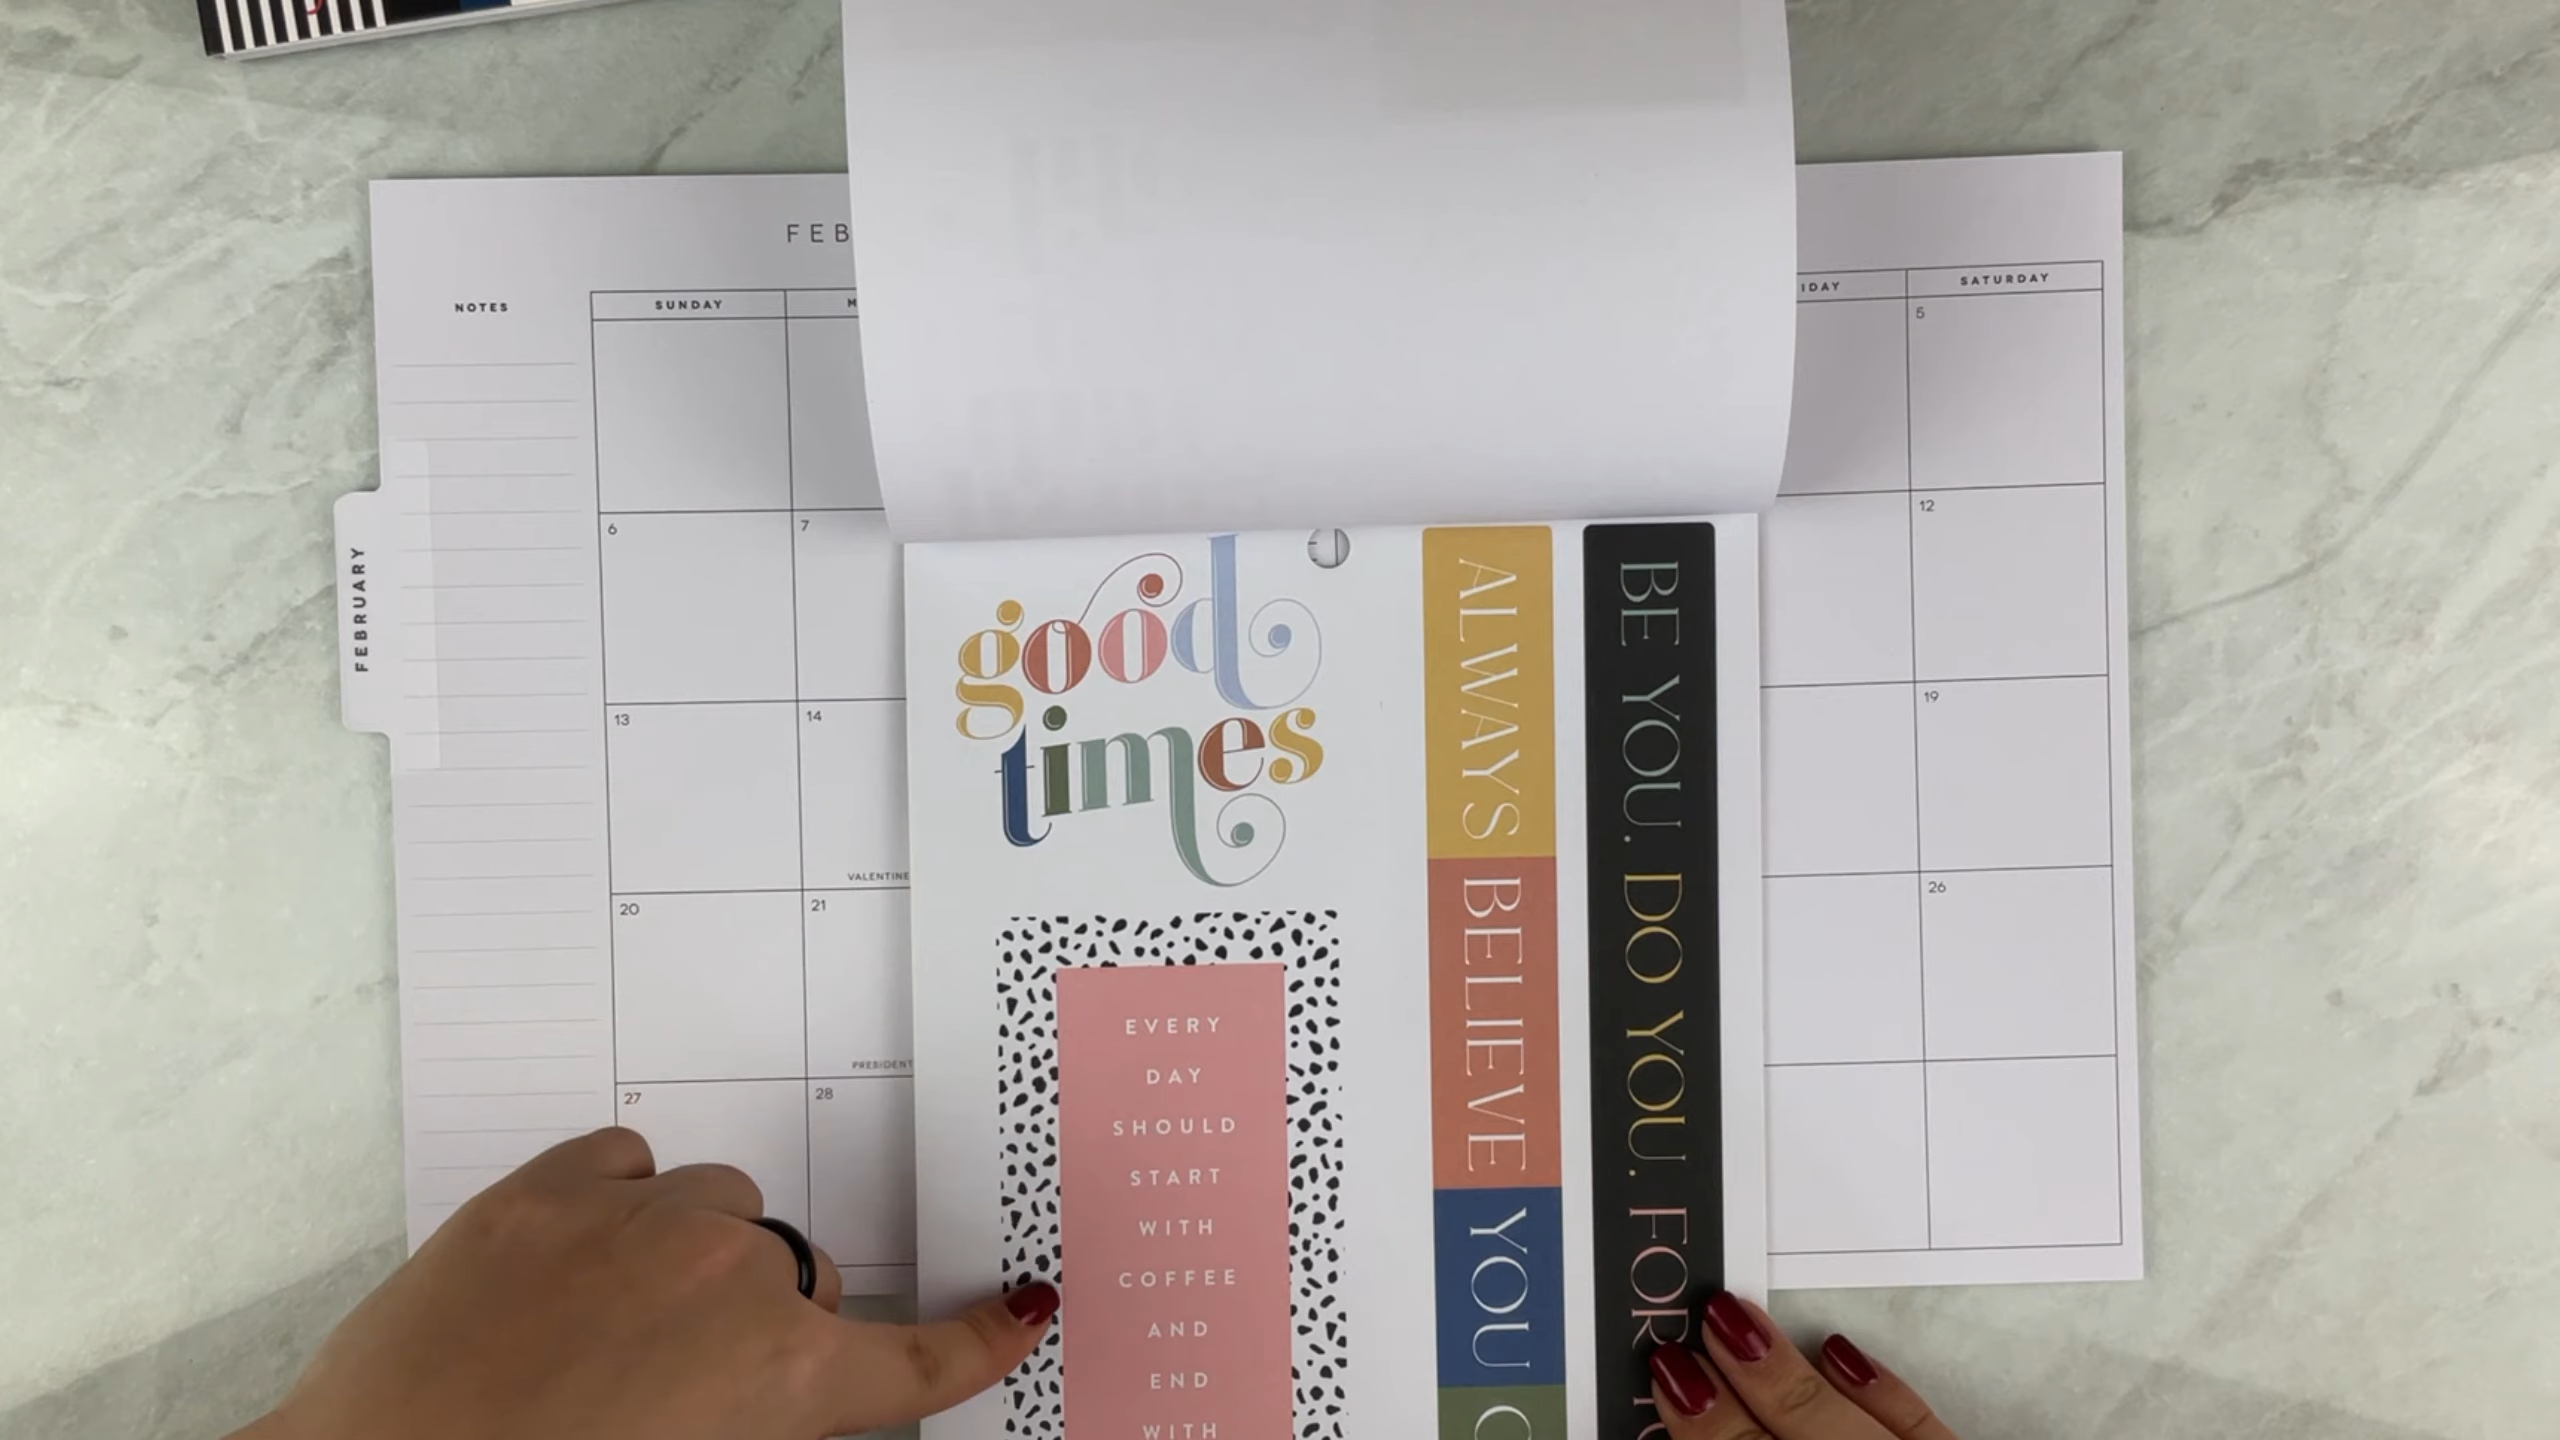 FEB
NOTES
SUNDAY
IDAY
SATURDAY
5
6
7
12
13
14
VALENTINE
19
20
21
PRESIDENT
26
27
28
FEBRUARY
good
times
EVERY
DAY
SHOULD
START
WITH
COFFEE
AND
END
WITH
ALWAYS BELIEVE YOU C
BE YOU. DO YOU. FOR